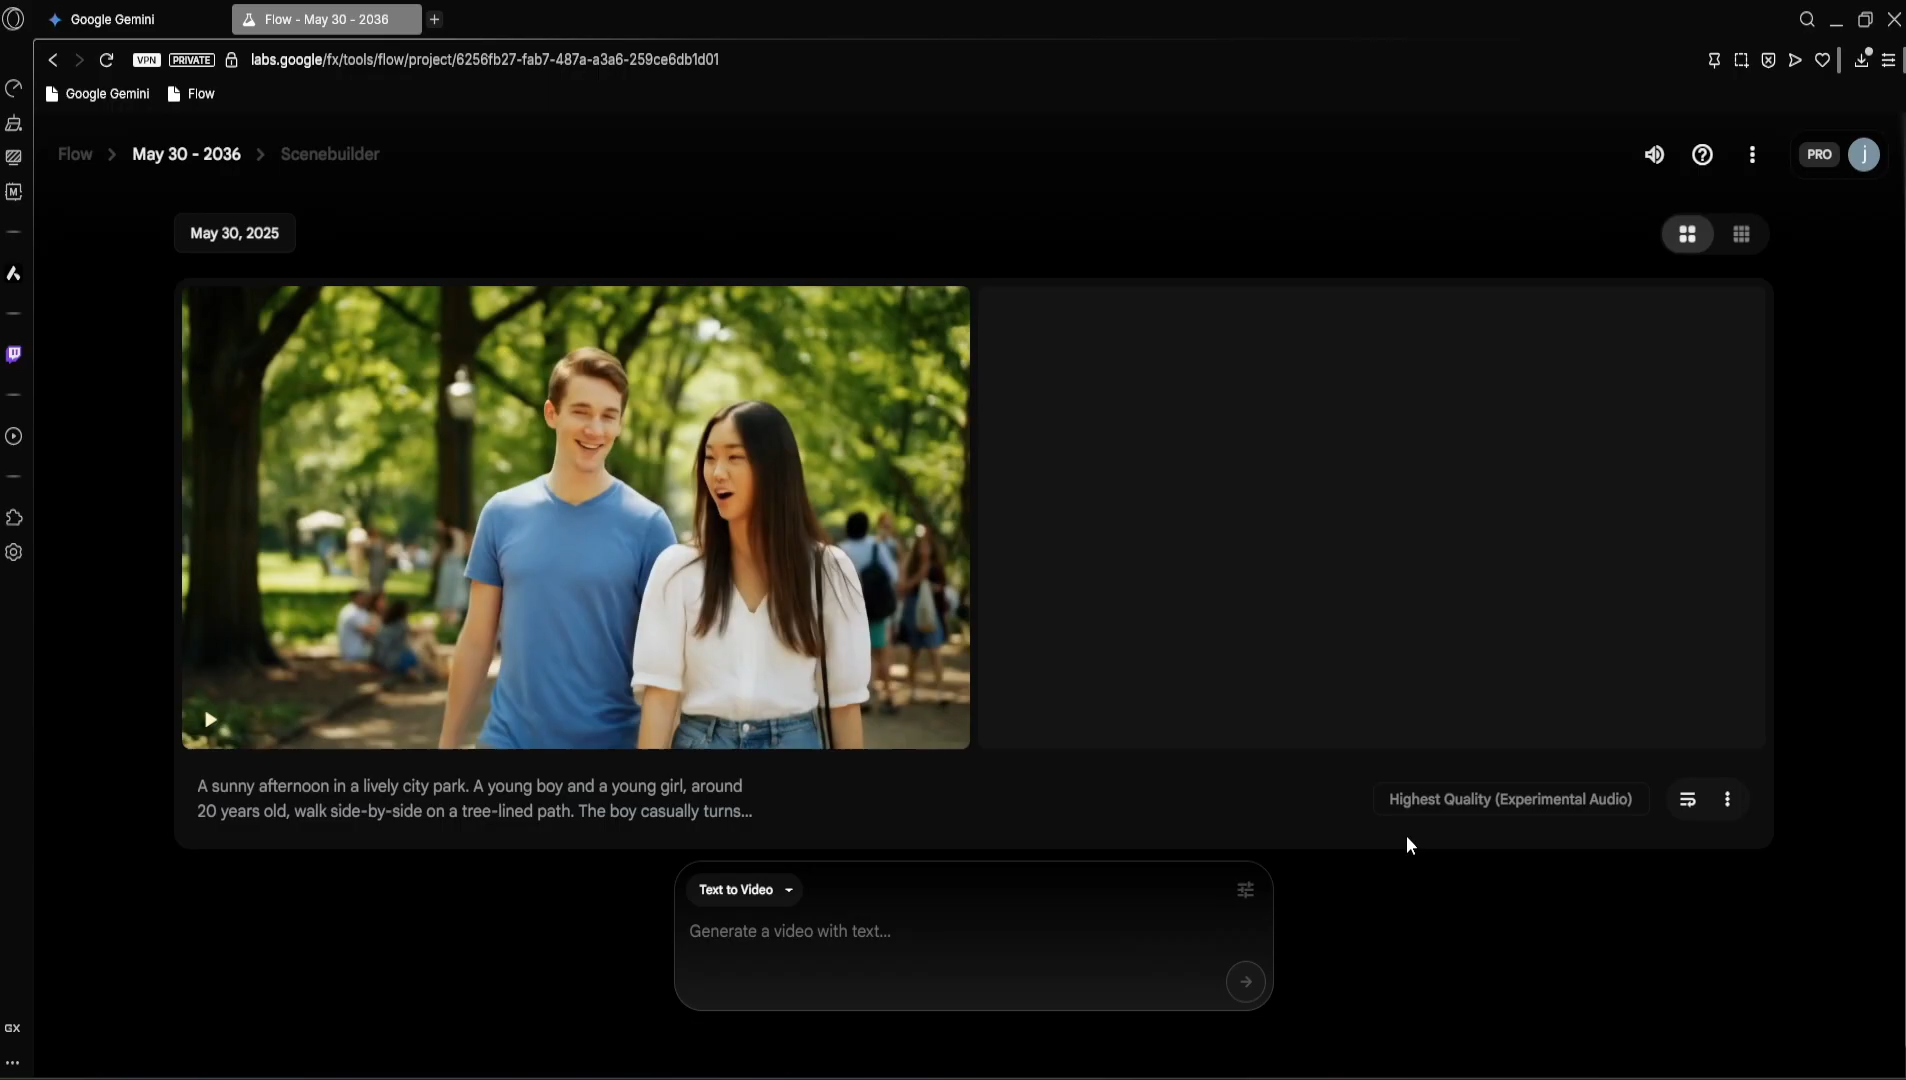 Google Gemini
Flow - May 30 - 2036
VPN PRIVATE labs.google/fx/tools/flow/project/6256fb27-fab7-487a-a3a6-259ce6db1d01
Google Gemini Flow
Flow > May 30 - 2036 > Scenebuilder
PRO j
May 30, 2025
A sunny afternoon in a lively city park. A young boy and a young girl, around
20 years old, walk side-by-side on a tree-lined path. The boy casually turns...
Highest Quality (Experimental Audio)
Text to Video
Generate a video with text...
GX